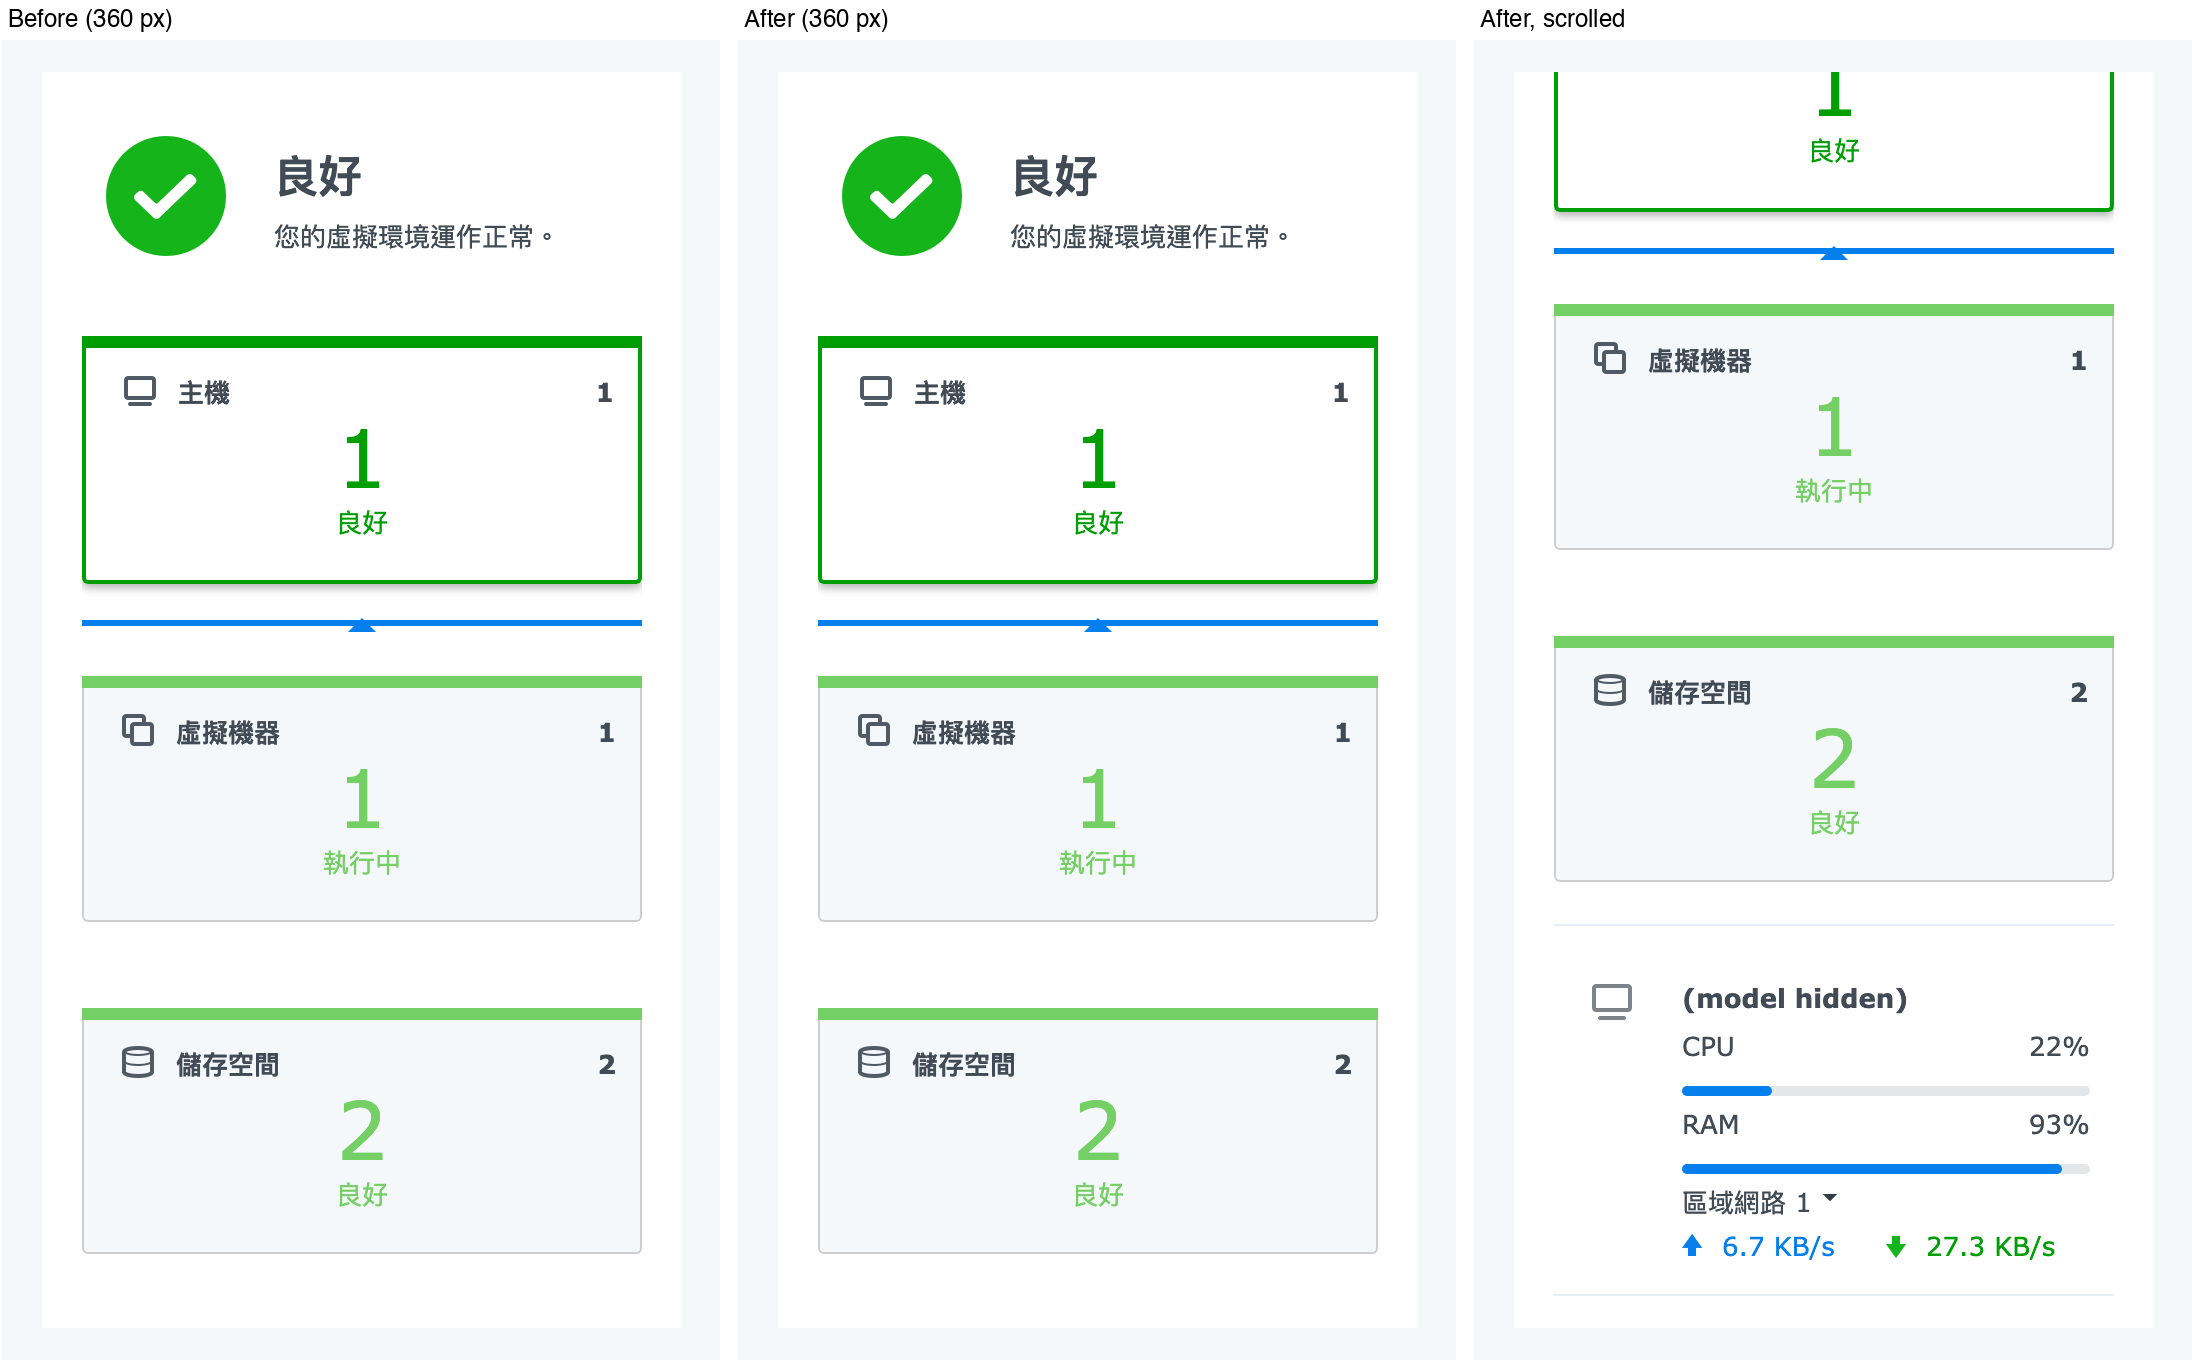 Before (360 px)
良好
您的虛擬環境運作正常。
主機 1
1
良好
虛擬機器 1
1
執行中
儲存空間 2
2
良好
After (360 px)
良好
您的虛擬環境運作正常。
主機 1
1
良好
虛擬機器 1
1
執行中
儲存空間 2
2
良好
After, scrolled
1
良好
虛擬機器 1
1
執行中
儲存空間 2
2
良好
(model hidden)
CPU 22%
RAM 93%
區域網路 1
6.7 KB/s 27.3 KB/s